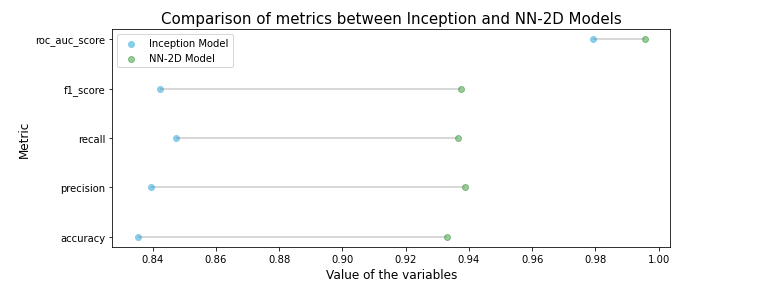 Comparison of metrics between Inception and NN-2D Models
Inception Model
NN-2D Model
roc_auc_score
f1_score
recall
precision
accuracy
Metric
0.84 0.86 0.88 0.90 0.92 0.94 0.96 0.98 1.00
Value of the variables